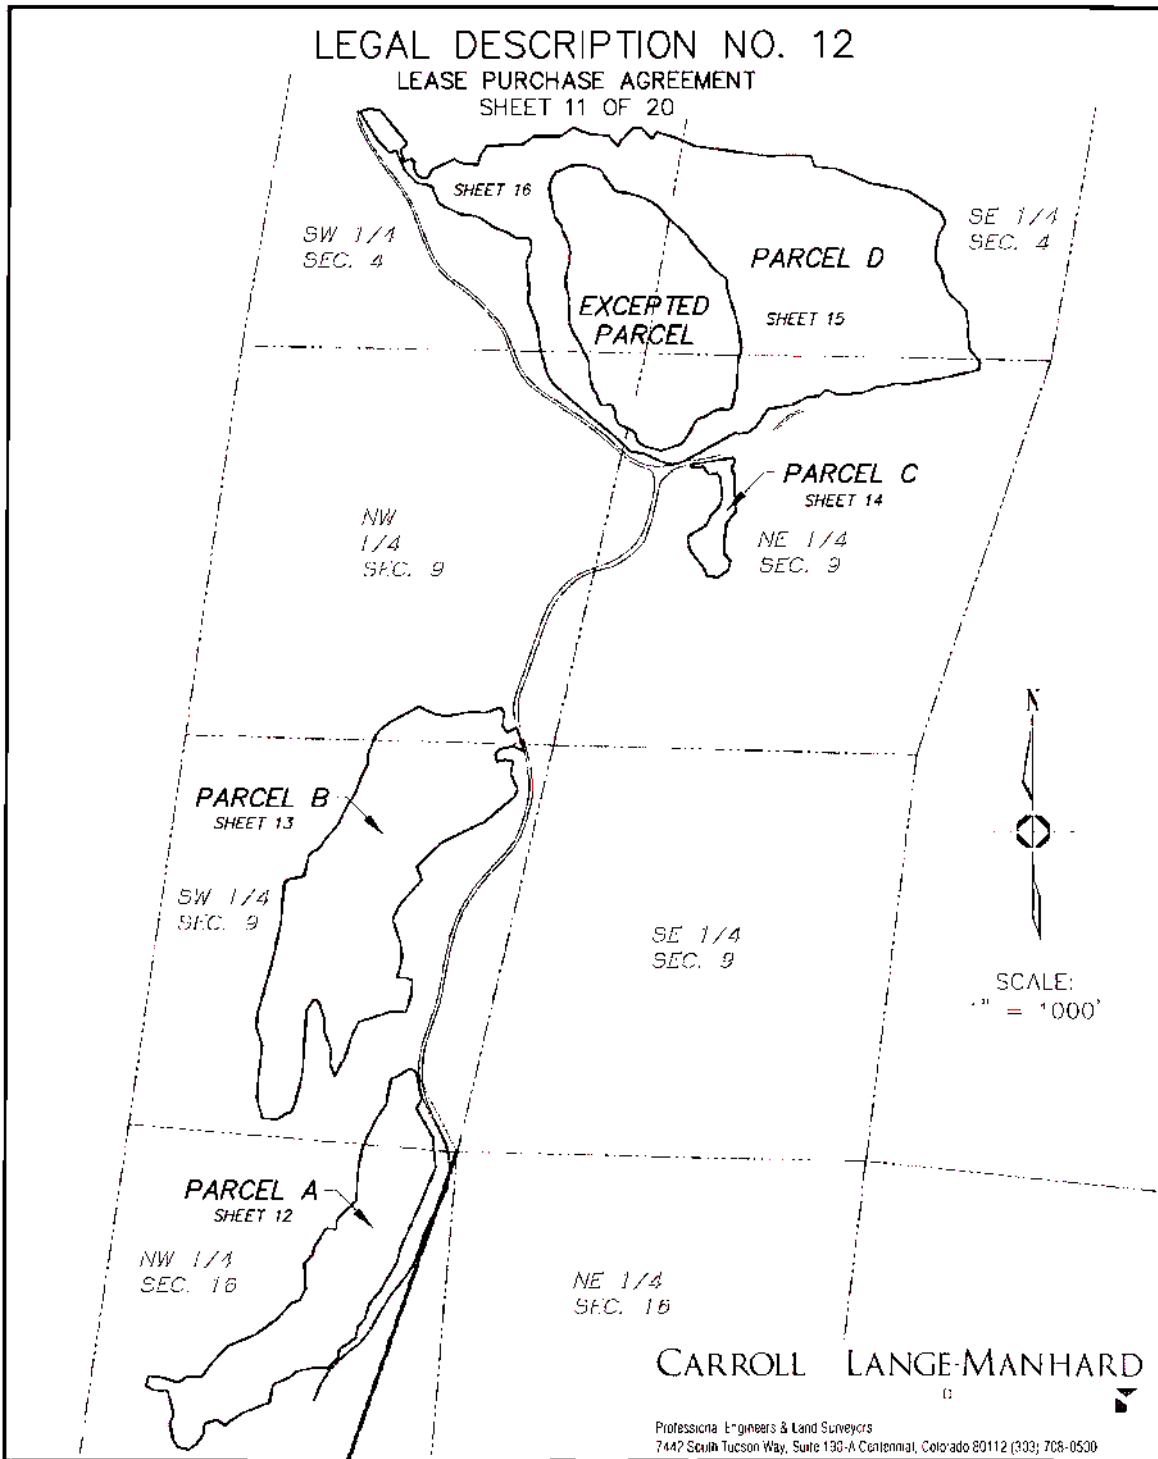 LEGAL DESCRIPTION NO. 12
LEASE PURCHASE AGREEMENT
SHEET 11 OF 20
SHEET 16
SW 1/4
SEC. 4
SE 1/4
SEC. 4
PARCEL D
EXCEPTED
PARCEL
SHEET 15
PARCEL C
SHEET 14
NW
1/4
SEC. 9
NE 1/4
SEC. 9
N
PARCEL B
SHEET 13
SW 1/4
SEC. 9
SE 1/4
SEC. 9
SCALE:
1" = 1000'
PARCEL A
SHEET 12
NW 1/4
SEC. 16
NE 1/4
SEC. 16
CARROLL LANGE-MANHARD
Professional Engineers & Land Surveyors
7442 South Tucson Way, Suite 190-A Centennial, Colorado 80112 (303) 708-0500